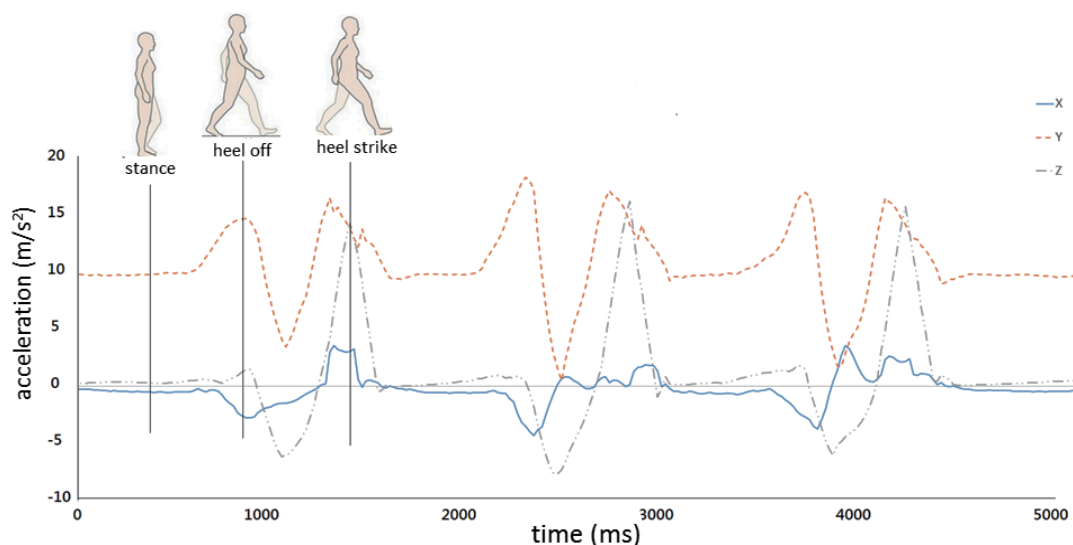 stance
heel off
heel strike
X
Y
Z
20
15
10
5
0
-5
-10
acceleration (m/s²)
0
1000
2000
3000
4000
5000
time (ms)